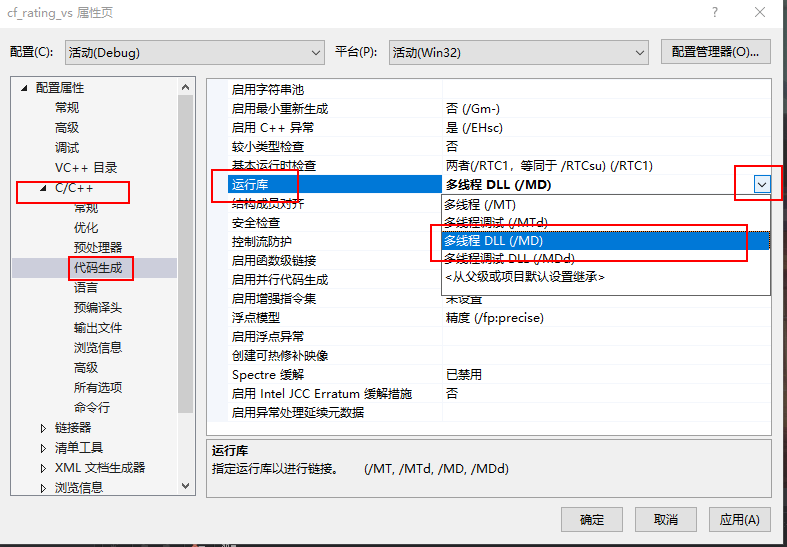 cf_rating_vs 属性页
配置(C): 活动(Debug) 平台(P): 活动(Win32) 配置管理器(O)...
配置属性
常规
高级
调试
VC++ 目录
C/C++
常规
优化
预处理器
代码生成
语言
预编译头
输出文件
浏览信息
高级
所有选项
命令行
链接器
清单工具
XML 文档生成器
浏览信息
启用字符串池
启用最小重新生成 否 (/Gm-)
启用 C++ 异常 是 (/EHsc)
较小类型检查 否
基本运行时检查 两者(/RTC1，等同于 /RTCsu) (/RTC1)
运行库 多线程 DLL (/MD)
结构成员对齐
安全检查
控制流防护
启用函数级链接
启用并行代码生成
启用增强指令集 未设置
浮点模型 精度 (/fp:precise)
启用浮点异常
创建可热修补映像
Spectre 缓解 已禁用
启用 Intel JCC Erratum 缓解措施 否
启用异常处理延续元数据
多线程 (/MT)
多线程调试 (/MTd)
多线程 DLL (/MD)
多线程调试 DLL (/MDd)
<从父级或项目默认设置继承>
运行库
指定运行库以进行链接。 (/MT, /MTd, /MD, /MDd)
确定 取消 应用(A)